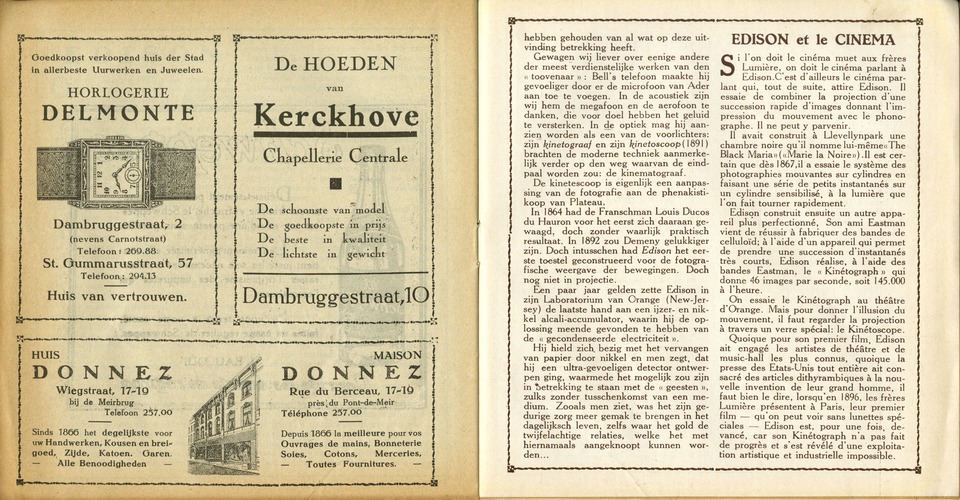 Goedkoopst verkoopend huis der Stad
in allerbeste Uurwerken en Juweelen.
HORLOGERIE
DELMONTE
Dambruggestraat, 2
(nevens Carnotstraat)
Telefoon : 269.88
St. Gummarusstraat, 57
Telefoon : 294.13
Huis van vertrouwen.
De HOEDEN
van
Kerckhove
Chapellerie Centrale
De schoonste van model
De goedkoopste in prijs
De beste in kwaliteit
De lichtste in gewicht
Dambruggestraat,10
HUIS
DONNEZ
Wiegstraat, 17-19
bij de Meirbrug
Telefoon 257.00
Sinds 1866 het degelijkste voor
uw Handwerken, Kousen en brei-
goed, Zijde, Katoen. Garen.
— Alle Benoodigheden —
MAISON
DONNEZ
Rue du Berceau, 17-19
près du Pont-de-Meir
Téléphone 257.00
Depuis 1866 la meilleure pour vos
Ouvrages de mains, Bonneterie
Soies, Cotons, Merceries,
— Toutes Fournitures. —
hebben gehouden van al wat op deze uit-
vinding betrekking heeft.
Gewagen wij liever over eenige andere
der meest verdienstelijke werken van den
« toovenaar » : Bell's telefoon maakte hij
gevoeliger door er de microfoon van Ader
aan toe te voegen. In de acoustiek zijn
wij hem de megafoon en de aerofoon te
danken, die voor doel hebben het geluid
te versterken. In de optiek mag hij aan-
zien worden als een van de voorlichters:
zijn kinetograaf en zijn kinetoscoop (1891)
brachten de moderne techniek aanmerke-
lijk verder op den weg waarvan de eind-
paal worden zou: de kinematograaf.
De kinetescoop is eigenlijk een aanpas-
sing van de fotografie aan de phenakisti-
koop van Plateau.
In 1864 had de Franschman Louis Ducos
du Hauron voor het eerst zich daaraan ge-
waagd, doch zonder waarlijk praktisch
resultaat. In 1892 zou Demeny gelukkiger
zijn. Doch intusschen had Edison het eer-
ste toestel geconstrueerd voor de fotogra-
fische weergave der bewegingen. Doch
nog niet in projectie.
Een paar jaar gelden zette Edison in
zijn Laboratorium van Orange (New-Jer-
sey) de laatste hand aan een ijzer- en nik-
kel alcali-accumulator, waarin hij de op-
lossing meende gevonden te hebben van
de « gecondenseerde electriciteit ».
Hij hield zich bezig met het vervangen
van papier door nikkel en men zegt, dat
hij een ultra-gevoeligen detector ontwier-
pen ging, waarmede het mogelijk zou zijn
in betrekking te staan met de « geesten »,
zulks zonder tusschenkomst van een me-
dium. Zooals men ziet, was het zijn ge-
durige zorg meer gemak te brengen in het
dagelijksch leven, zelfs waar het gold de
twijfelachtige relaties, welke het met
hiernamaals aangeknoopt kunnen wor-
den...
EDISON et le CINEMA
Si l'on doit le cinéma muet aux frères
Lumière, on doit le cinéma parlant à
Edison.C'est d'ailleurs le cinéma par-
lant qui, tout de suite, attire Edison. Il
essaie de combiner la projection d'une
succession rapide d'images donnant l'im-
pression du mouvement avec le phono-
graphe. Il ne peut y parvenir.
Il avait construit à Llevellynpark une
chambre noire qu'il nomme lui-même«The
Black Maria» («Marie la Noire»). Il est cer-
tain que dès 1867,il a essaie le système des
photographies mouvantes sur cylindres en
faisant une série de petits instantanés sur
un cylindre sensibilisé, à la lumière que
l'on fait tourner rapidement.
Edison construit ensuite un autre appa-
reil plus perfectionné, Son ami Eastman
vient de réussir à fabriquer des bandes de
celluloïd; à l'aide d'un appareil qui permet
de prendre une succession d'instantanés
très courts, Edison réalise, à l'aide des
bandes Eastman, le « Kinétograph » qui
donne 46 images par seconde, soit 145.000
à l'heure.
On essaie le Kinétograph au théâtre
d'Orange. Mais pour donner l'illusion du
mouvement, il faut regarder la projection
à travers un verre spécial: le Kinétoscope.
Quoique pour son premier film, Edison
ait engagé les artistes de théâtre et de
music-hall les plus connus, quoique la
presse des Etats-Unis tout entière ait con-
sacré des articles dithyrambiques à la nou-
velle invention de leur grand homme, il
faut bien le dire, lorsqu'en 1896, les frères
Lumière présentent à Paris, leur premier
film — qu'on peut voir sans lunettes spé-
ciales — Edison est, pour une fois, de-
vancé, car son Kinétograph n'a pas fait
de progrès et s'est révélé d'une exploita-
tion artistique et industrielle impossible.